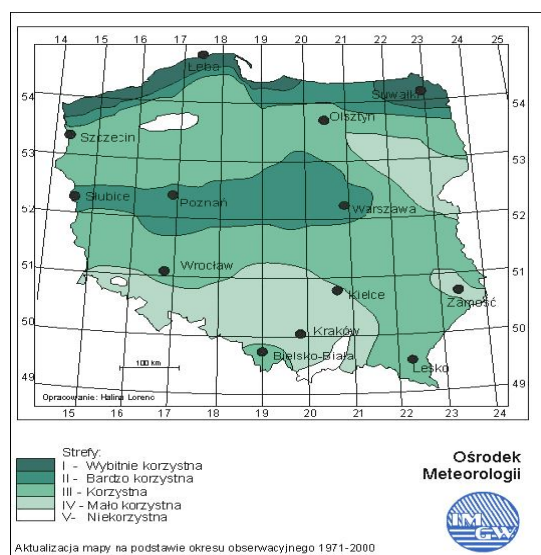 14 15 16 17 18 19 20 21 22 23 24 25
Łeba
54
Suwałki
54
Olsztyn
Szczecin
53
53
Słubice
Poznań
Warszawa
52
52
Wrocław
51
51
Kielce
Zamość
50
Kraków
50
Bielsko-Biała
Lesko
100 km
49
49
Opracowanie: Halina Lorenc
15 16 17 18 19 20 21 22 23 24
Strefy:
I - Wybitnie korzystna
II - Bardzo korzystna
III - Korzystna
IV - Mało korzystna
V- Niekorzystna
Ośrodek
Meteorologii
IMGW
Aktualizacja mapy na podstawie okresu obserwacyjnego 1971-2000